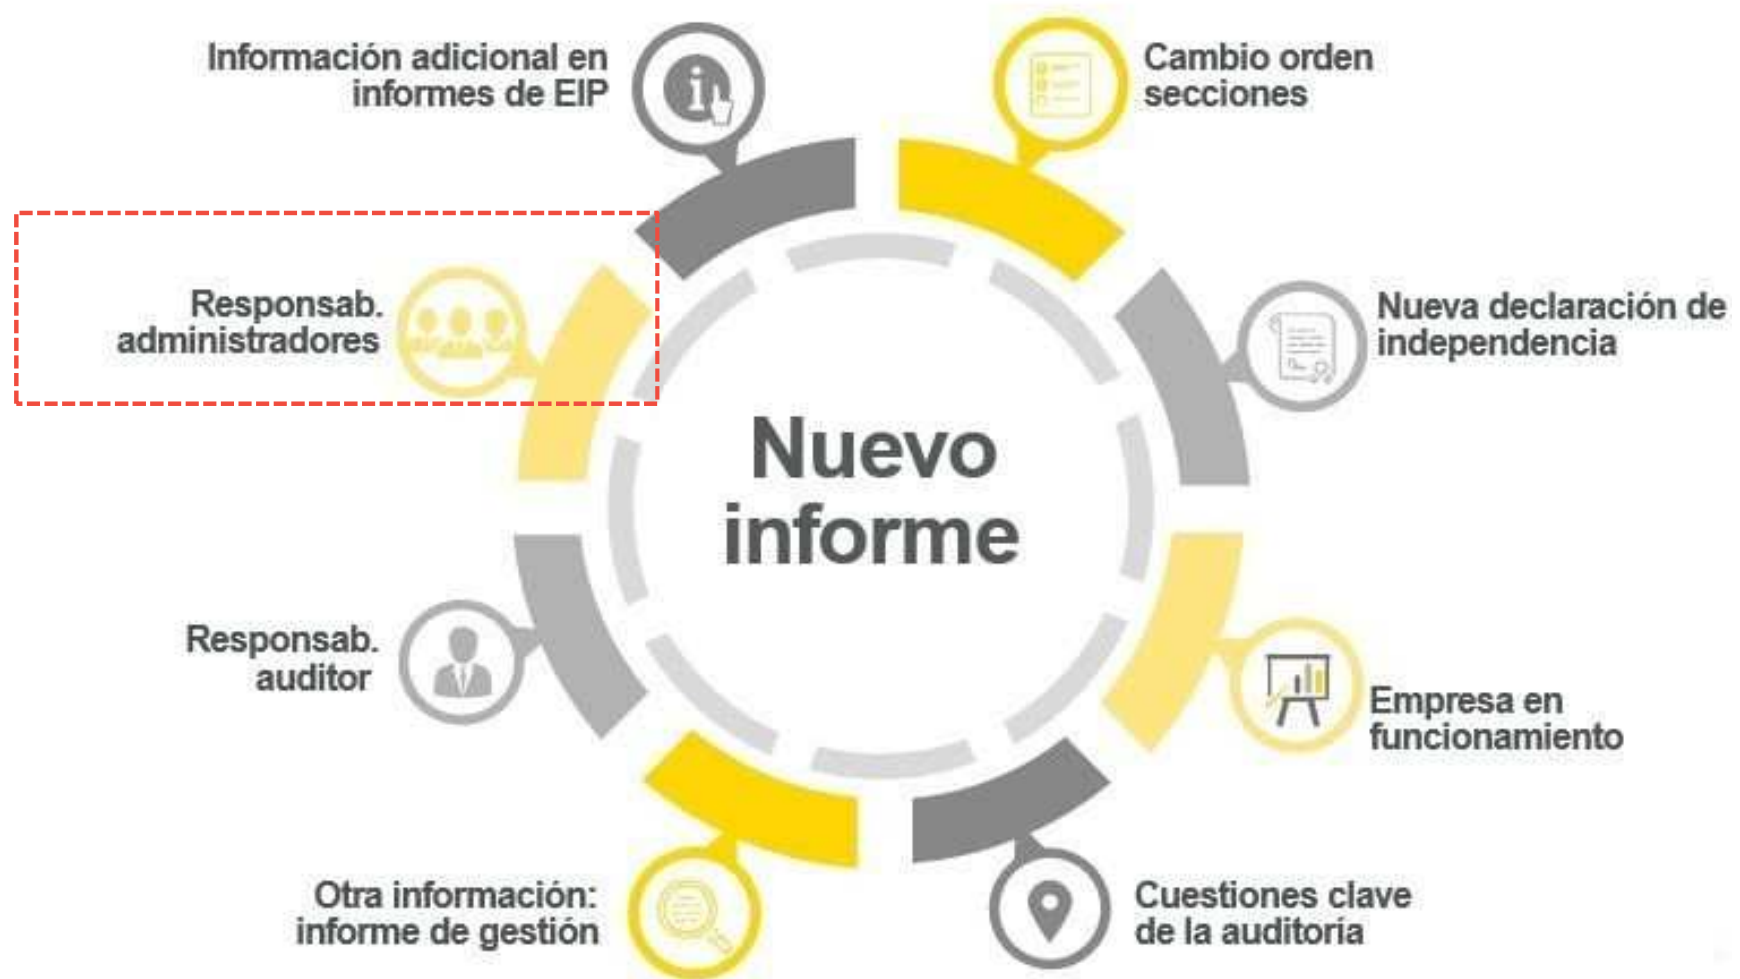 Información adicional en
informes de EIP
Cambio orden
secciones
Responsab.
administradores
Nueva declaración de
independencia
Nuevo
informe
Responsab.
auditor
Empresa en
funcionamiento
Otra información:
informe de gestión
Cuestiones clave
de la auditoría